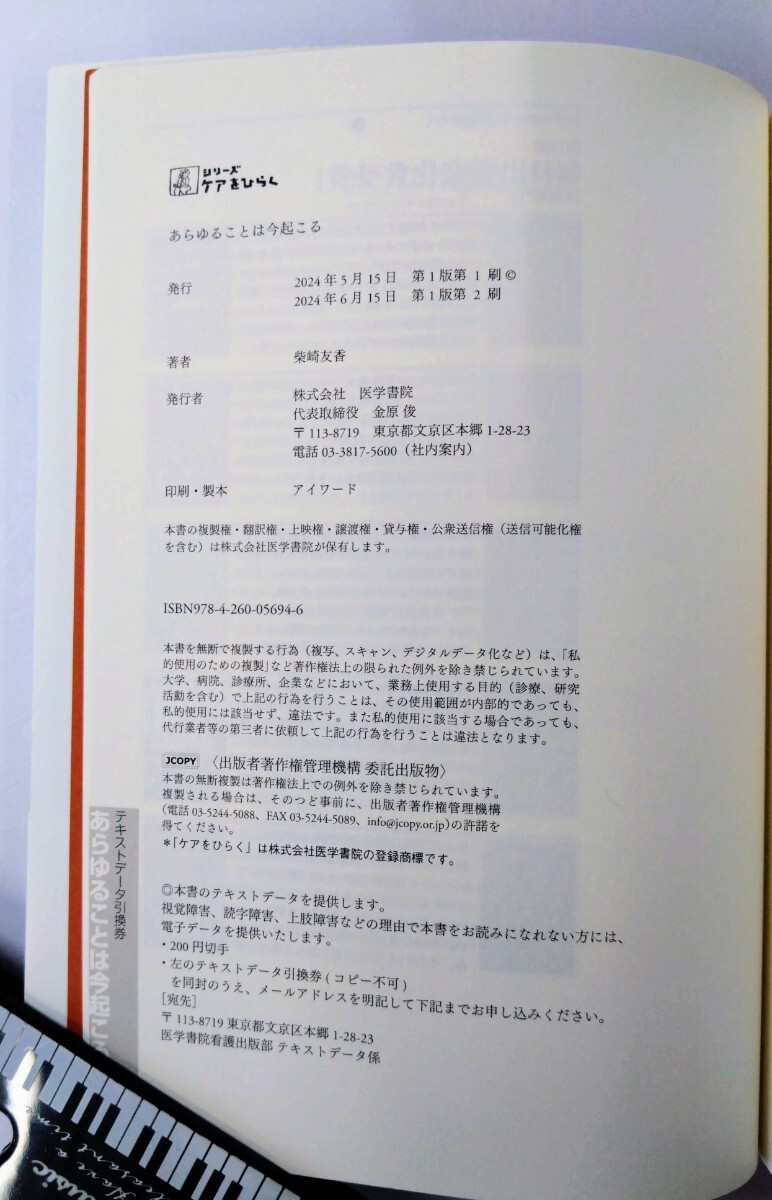 シリーズ
ケアをひらく
あらゆることは今起こる
発行 2024年5月15日 第1版第1刷©
2024年6月15日 第1版第2刷
著者 柴崎友香
発行者 株式会社 医学書院
代表取締役 金原 俊
〒113-8719 東京都文京区本郷1-28-23
電話 03-3817-5600（社内案内）
印刷・製本 アイワード
本書の複製権・翻訳権・上映権・譲渡権・貸与権・公衆送信権（送信可能化権
を含む）は株式会社医学書院が保有します。
ISBN978-4-260-05694-6
本書を無断で複製する行為（複写、スキャン、デジタルデータ化など）は、「私
的使用のための複製」など著作権法上の限られた例外を除き禁じられています。
大学、病院、診療所、企業などにおいて、業務上使用する目的（診療、研究
活動を含む）で上記の行為を行うことは、その使用範囲が内部的であっても、
私的使用には該当せず、違法です。また私的使用に該当する場合であっても、
代行業者等の第三者に依頼して上記の行為を行うことは違法となります。
JCOPY 〈出版者著作権管理機構 委託出版物〉
本書の無断複製は著作権法上での例外を除き禁じられています。
複製される場合は、そのつど事前に、出版者著作権管理機構
（電話 03-5244-5088、FAX 03-5244-5089、info@jcopy.or.jp）の許諾を
得てください。
＊「ケアをひらく」は株式会社医学書院の登録商標です。
◎本書のテキストデータを提供します。
視覚障害、読字障害、上肢障害などの理由で本書をお読みになれない方には、
電子データを提供いたします。
・200円切手
・左のテキストデータ引換券（コピー不可）
を同封のうえ、メールアドレスを明記して下記までお申し込みください。
［宛先］
〒113-8719 東京都文京区本郷1-28-23
医学書院看護出版部 テキストデータ係
テキストデータ引換券
あらゆることは今起こ
music
Have a
pleasant time